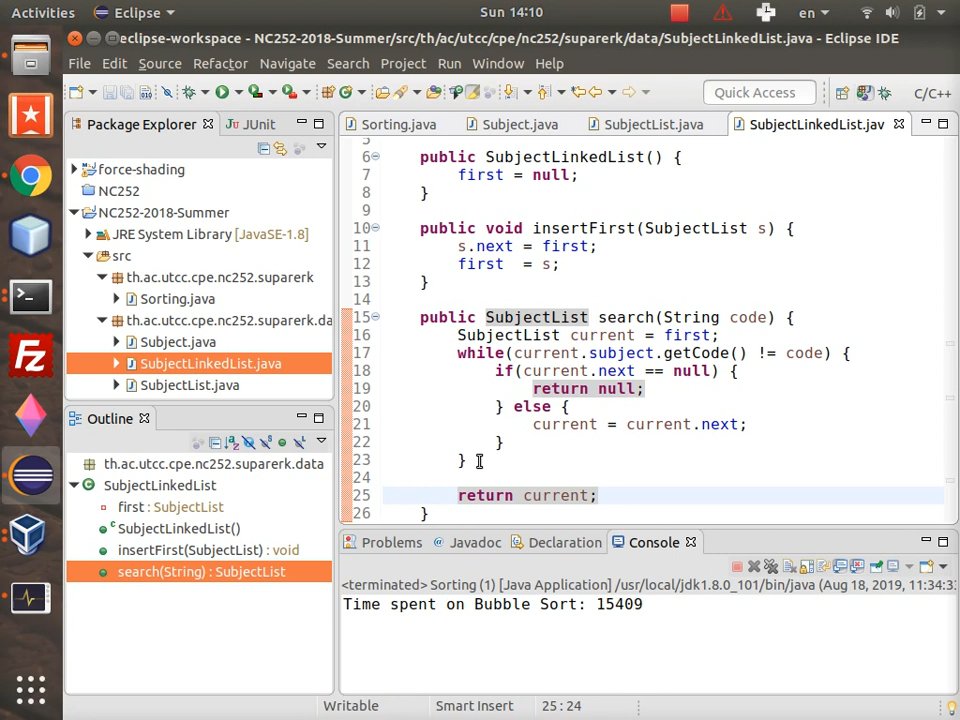 Activities Eclipse Sun 14:10 en
eclipse-workspace - NC252-2018-Summer/src/th/ac/utcc/cpe/nc252/suparerk/data/SubjectLinkedList.java - Eclipse IDE
File Edit Source Refactor Navigate Search Project Run Window Help
Quick Access C/C++
Package Explorer JUnit
Sorting.java Subject.java SubjectList.java SubjectLinkedList.jav
force-shading
NC252
NC252-2018-Summer
JRE System Library [JavaSE-1.8]
src
th.ac.utcc.cpe.nc252.suparerk
Sorting.java
th.ac.utcc.cpe.nc252.suparerk.da
Subject.java
SubjectLinkedList.java
SubjectList.java
Outline
th.ac.utcc.cpe.nc252.suparerk.data
SubjectLinkedList
first : SubjectList
SubjectLinkedList()
insertFirst(SubjectList) : void
search(String) : SubjectList
5
6 public SubjectLinkedList() {
7 first = null;
8 }
9
10 public void insertFirst(SubjectList s) {
11 s.next = first;
12 first = s;
13 }
14
15 public SubjectList search(String code) {
16 SubjectList current = first;
17 while(current.subject.getCode() != code) {
18 if(current.next == null) {
19 return null;
20 } else {
21 current = current.next;
22 }
23 }
24
25 return current;
26 }
Problems @ Javadoc Declaration Console
<terminated> Sorting (1) [Java Application] /usr/local/jdk1.8.0_101/bin/java (Aug 18, 2019, 11:34:3
Time spent on Bubble Sort: 15409
Writable Smart Insert 25 : 24